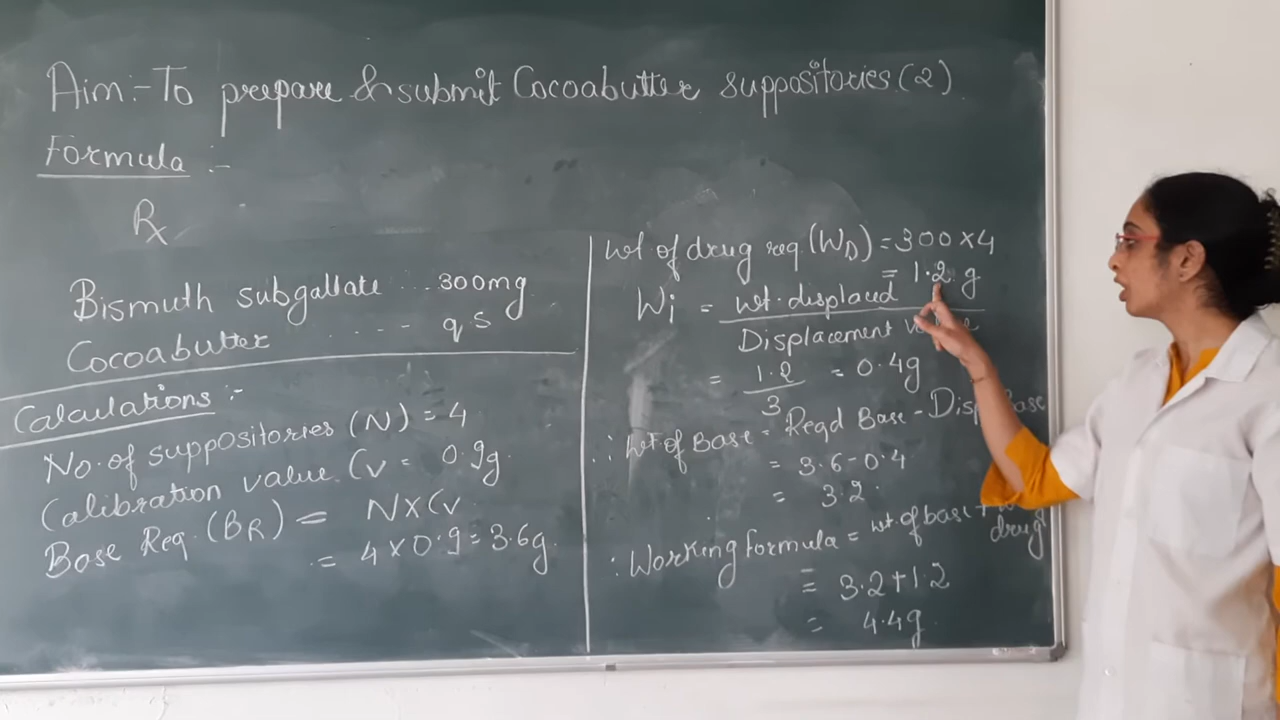 Aim:- To prepare & submit Cocoabutter suppositories (2)
Formula :-
Rx
Bismuth subgallate ... 300mg
Cocoabutter .... qs
Calculations :-
No. of suppositories (N) = 4
Calibration value Cv = 0.9g
Base Req. (BR) = N×Cv
= 4×0.9=3.6g
Wt of drug req. (WD) = 300×4
= 1.2 g
Wi = wt. displaced
Displacement
= 1.2 = 0.4g
3
∴ Wt of Base = Reqd Base - Disp Base
= 3.6-0.4
= 3.2
∴ Working formula = wt. of base +
drug
= 3.2+1.2
= 4.4g